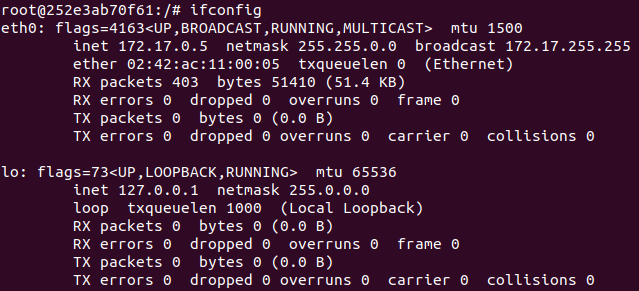 root@252e3ab70f61:/# ifconfig
eth0: flags=4163<UP,BROADCAST,RUNNING,MULTICAST>  mtu 1500
        inet 172.17.0.5  netmask 255.255.0.0  broadcast 172.17.255.255
        ether 02:42:ac:11:00:05  txqueuelen 0  (Ethernet)
        RX packets 403  bytes 51410 (51.4 KB)
        RX errors 0  dropped 0  overruns 0  frame 0
        TX packets 0  bytes 0 (0.0 B)
        TX errors 0  dropped 0 overruns 0  carrier 0  collisions 0

lo: flags=73<UP,LOOPBACK,RUNNING>  mtu 65536
        inet 127.0.0.1  netmask 255.0.0.0
        loop  txqueuelen 1000  (Local Loopback)
        RX packets 0  bytes 0 (0.0 B)
        RX errors 0  dropped 0  overruns 0  frame 0
        TX packets 0  bytes 0 (0.0 B)
        TX errors 0  dropped 0 overruns 0  carrier 0  collisions 0